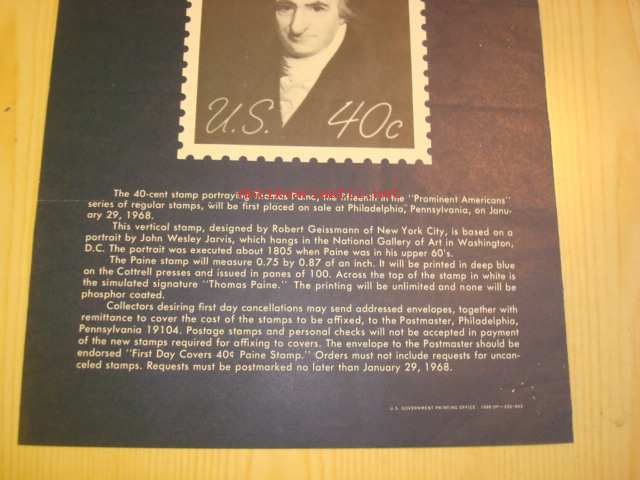 U.S. 40c
The 40-cent stamp portraying Thomas Paine, the fifteenth in the "Prominent Americans"
series of regular stamps, will be first placed on sale at Philadelphia, Pennsylvania, on Janu-
ary 29, 1968.
This vertical stamp, designed by Robert Geissmann of New York City, is based on a
portrait by John Wesley Jarvis, which hangs in the National Gallery of Art in Washington,
D.C. The portrait was executed about 1805 when Paine was in his upper 60's.
The Paine stamp will measure 0.75 by 0.87 of an inch. It will be printed in deep blue
on the Cottrell presses and issued in panes of 100. Across the top of the stamp in white is
the simulated signature "Thomas Paine." The printing will be unlimited and none will be
phosphor coated.
Collectors desiring first day cancellations may send addressed envelopes, together with
remittance to cover the cost of the stamps to be affixed, to the Postmaster, Philadelphia,
Pennsylvania 19104. Postage stamps and personal checks will not be accepted in payment
of the new stamps required for affixing to covers. The envelope to the Postmaster should be
endorsed "First Day Covers 40¢ Paine Stamp." Orders must not include requests for uncan-
celed stamps. Requests must be postmarked no later than January 29, 1968.
U.S. GOVERNMENT PRINTING OFFICE